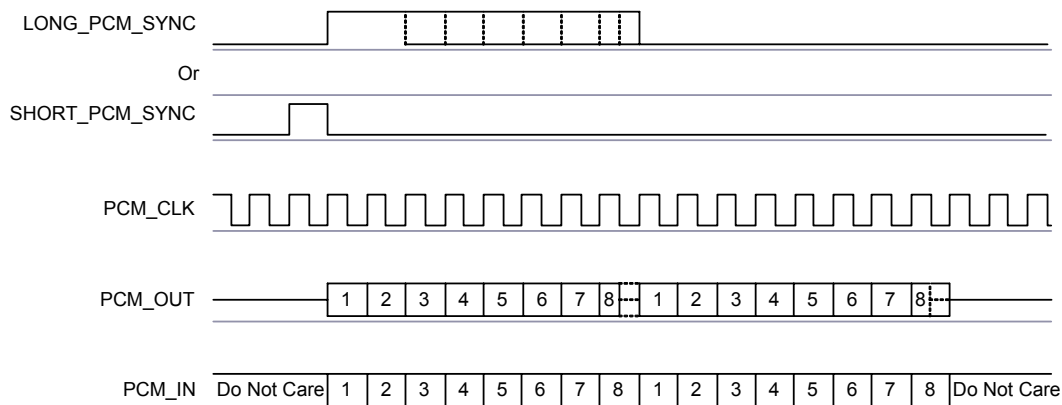 LONG_PCM_SYNC
Or
SHORT_PCM_SYNC
PCM_CLK
PCM_OUT 1 2 3 4 5 6 7 8 1 2 3 4 5 6 7 8
PCM_IN Do Not Care 1 2 3 4 5 6 7 8 1 2 3 4 5 6 7 8 Do Not Care